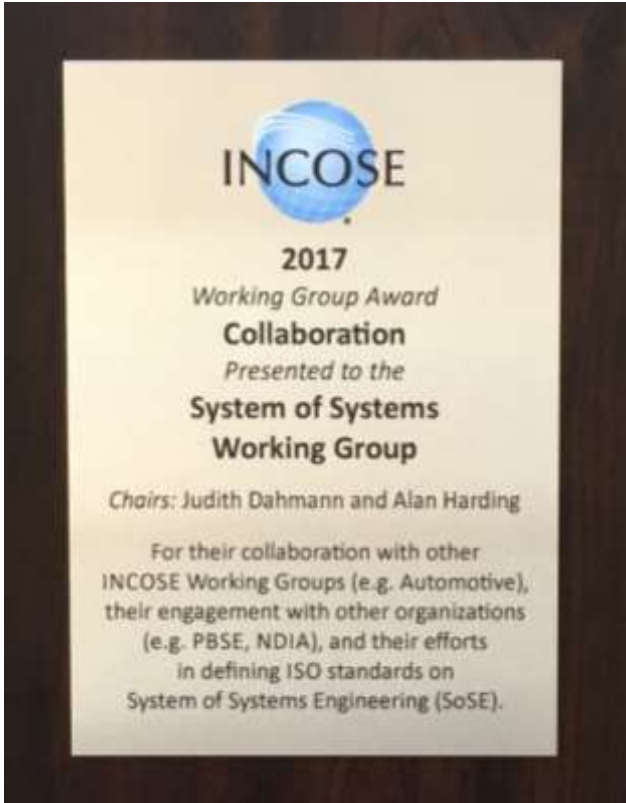 INCOSE
2017
Working Group Award
Collaboration
Presented to the
System of Systems
Working Group
Chairs: Judith Dahmann and Alan Harding
For their collaboration with other
INCOSE Working Groups (e.g. Automotive),
their engagement with other organizations
(e.g. PBSE, NDIA), and their efforts
in defining ISO standards on
System of Systems Engineering (SoSE).